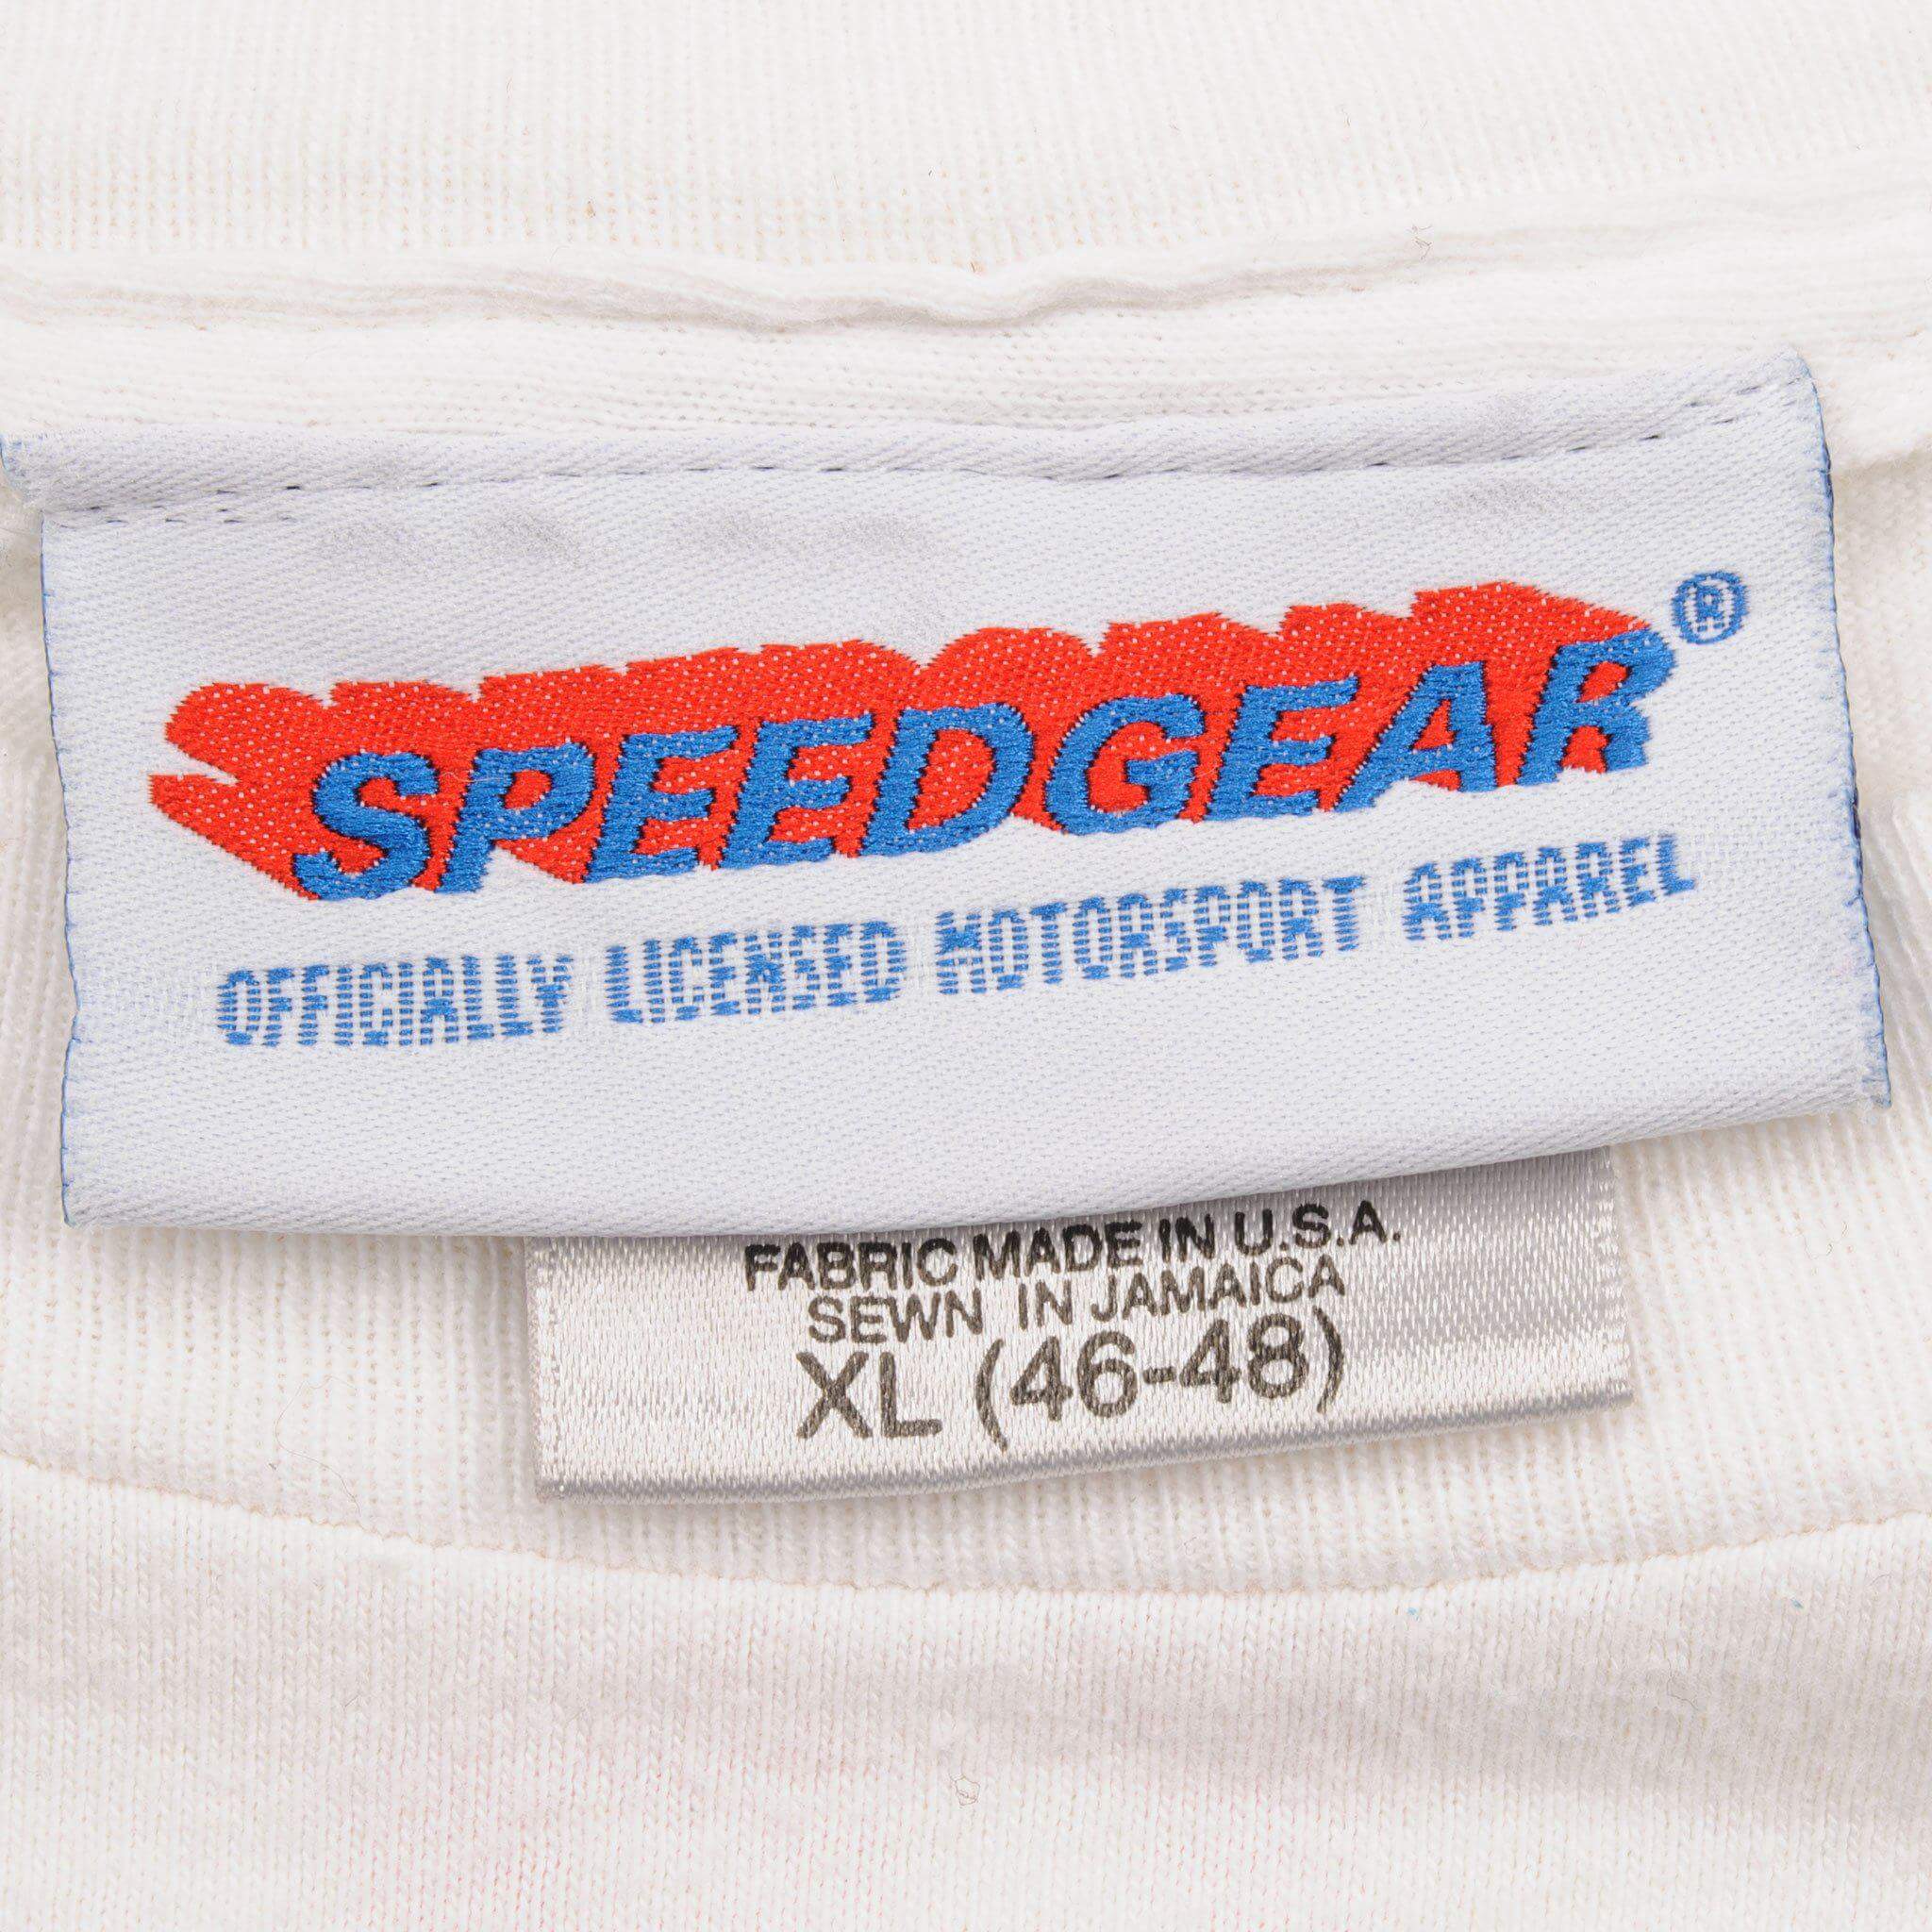 SPEEDGEAR®
OFFICIALLY LICENSED MOTORSPORT APPAREL
FABRIC MADE IN U.S.A.
SEWN IN JAMAICA
XL (46-48)